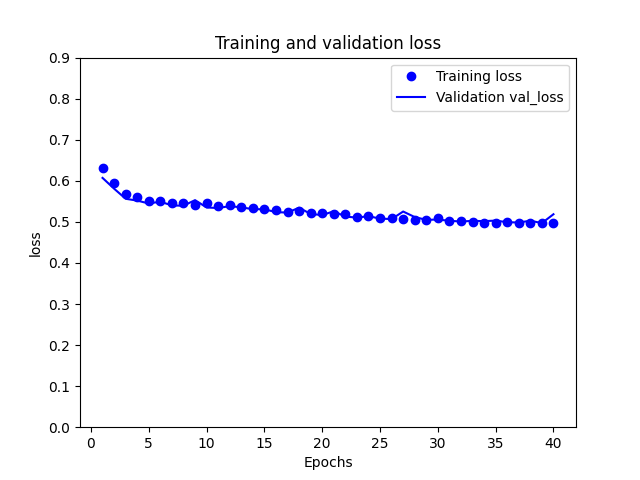 Training and validation loss
Training loss
Validation val_loss
0.9
0.8
0.7
0.6
0.5
0.4
0.3
0.2
0.1
0.0
loss
0 5 10 15 20 25 30 35 40
Epochs